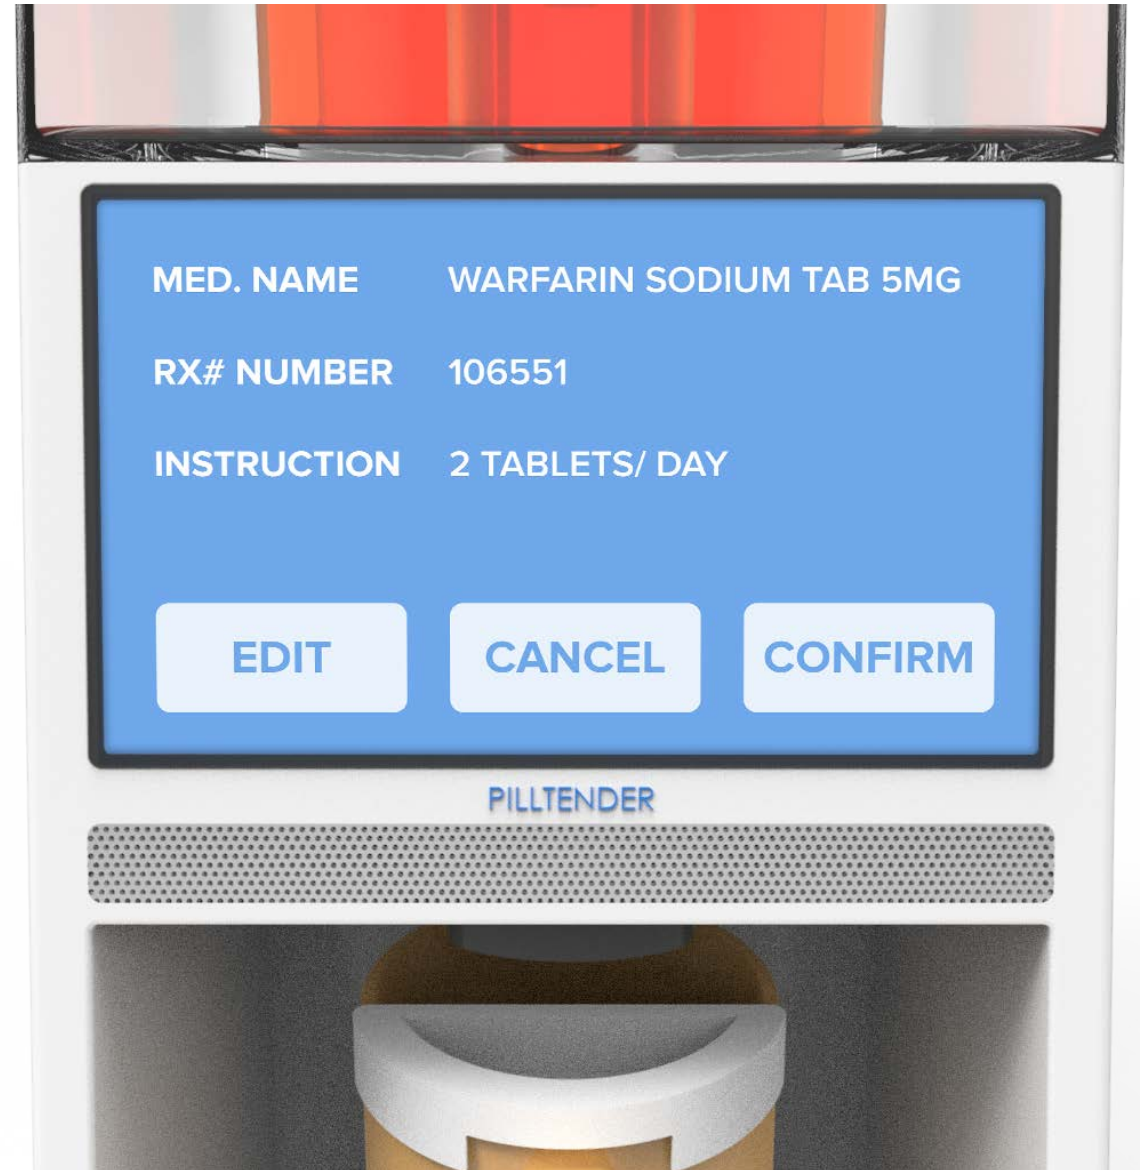 MED. NAME WARFARIN SODIUM TAB 5MG
RX# NUMBER 106551
INSTRUCTION 2 TABLETS/ DAY
EDIT CANCEL CONFIRM
PILLTENDER